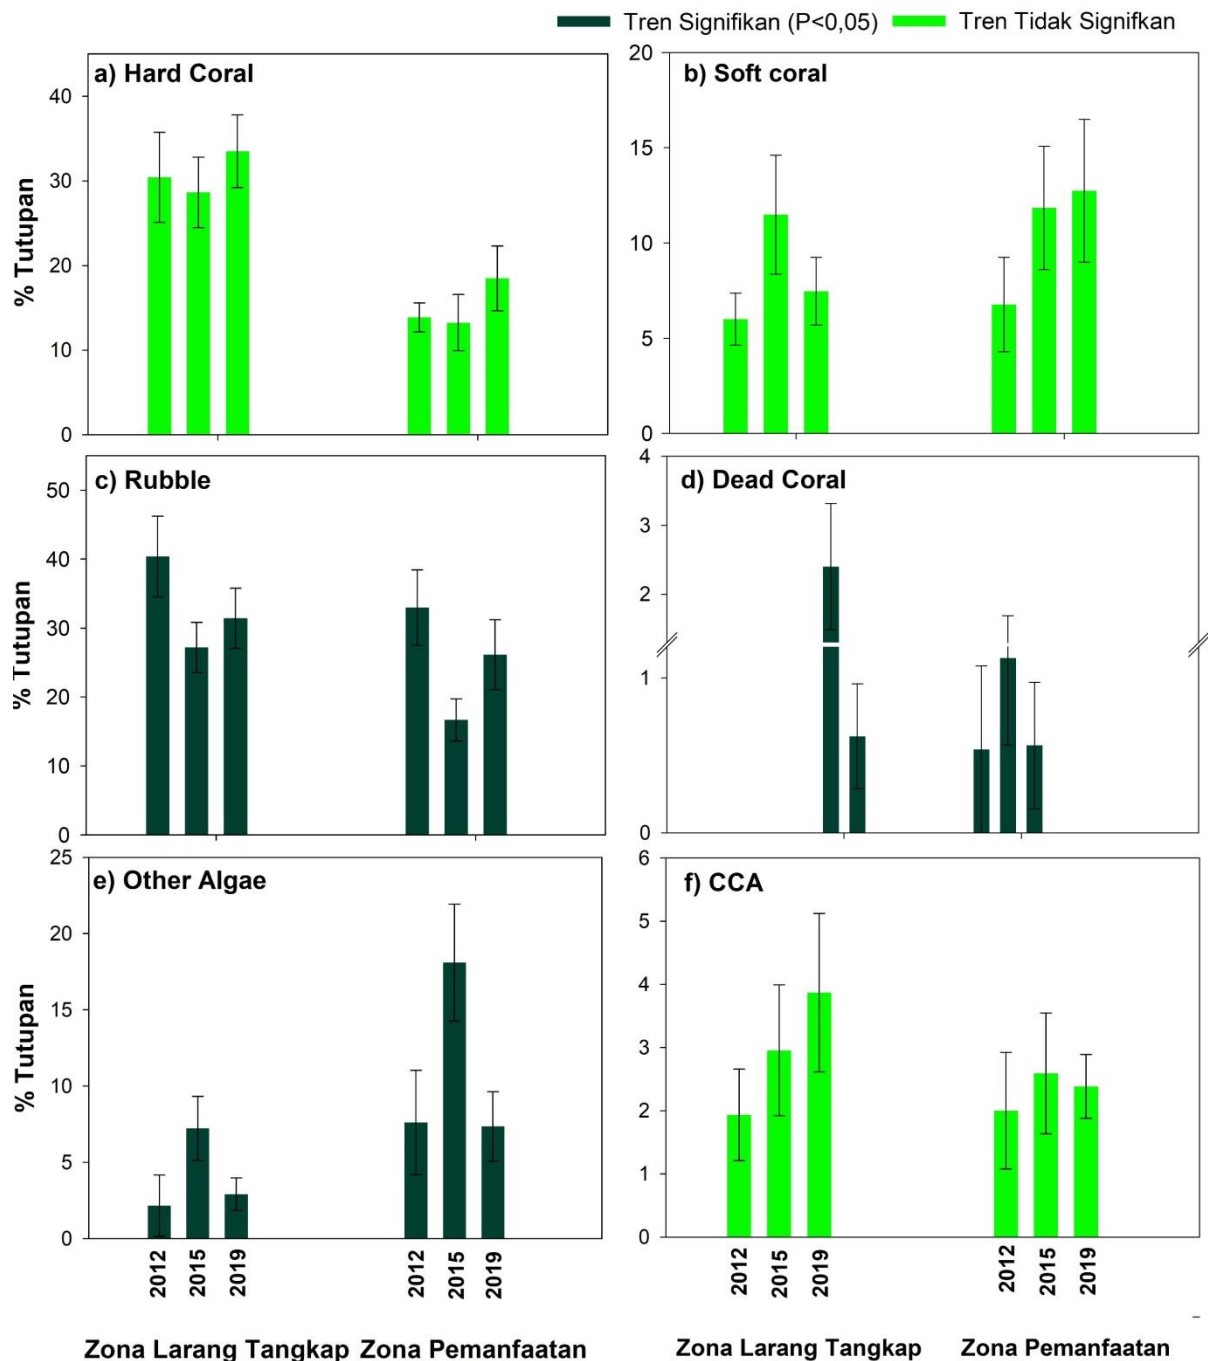 Tren Signifikan (P<0,05) Tren Tidak Signifkan
a) Hard Coral
% Tutupan
40
30
20
10
0
b) Soft coral
20
15
10
5
0
c) Rubble
% Tutupan
50
40
30
20
10
0
d) Dead Coral
4
3
2
1
0
e) Other Algae
% Tutupan
25
20
15
10
5
0
2012 2015 2019 2012 2015 2019
Zona Larang Tangkap Zona Pemanfaatan
f) CCA
6
5
4
3
2
1
0
2012 2015 2019 2012 2015 2019
Zona Larang Tangkap Zona Pemanfaatan